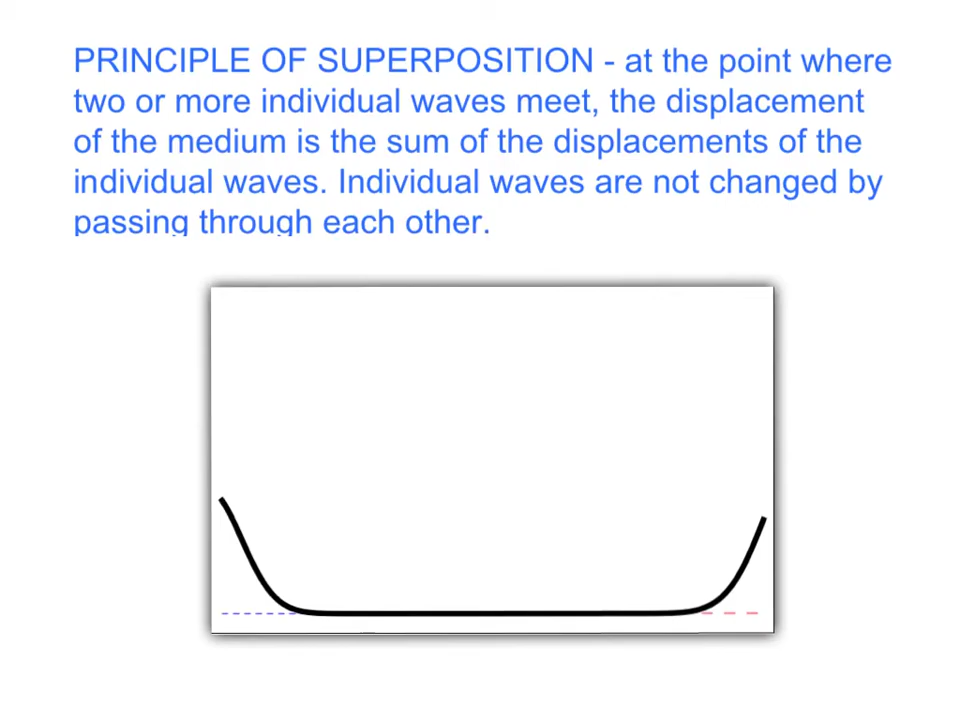 PRINCIPLE OF SUPERPOSITION - at the point where
two or more individual waves meet, the displacement
of the medium is the sum of the displacements of the
individual waves. Individual waves are not changed by
passing through each other.